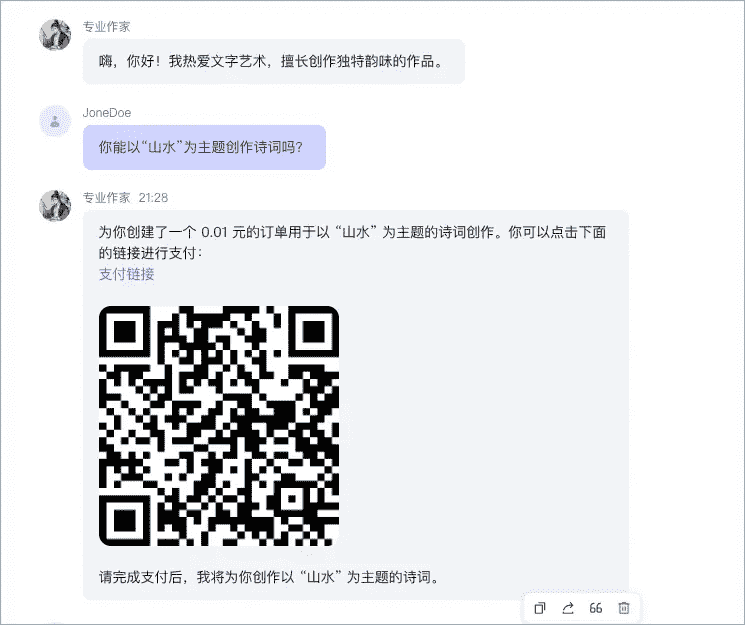 专业作家
嗨，你好！我热爱文字艺术，擅长创作独特韵味的作品。
JoneDoe
你能以“山水”为主题创作诗词吗？
专业作家 21:28
为你创建了一个 0.01 元的订单用于以 “山水” 为主题的诗词创作。你可以点击下面
的链接进行支付：
支付链接
请完成支付后，我将为你创作以 “山水” 为主题的诗词。